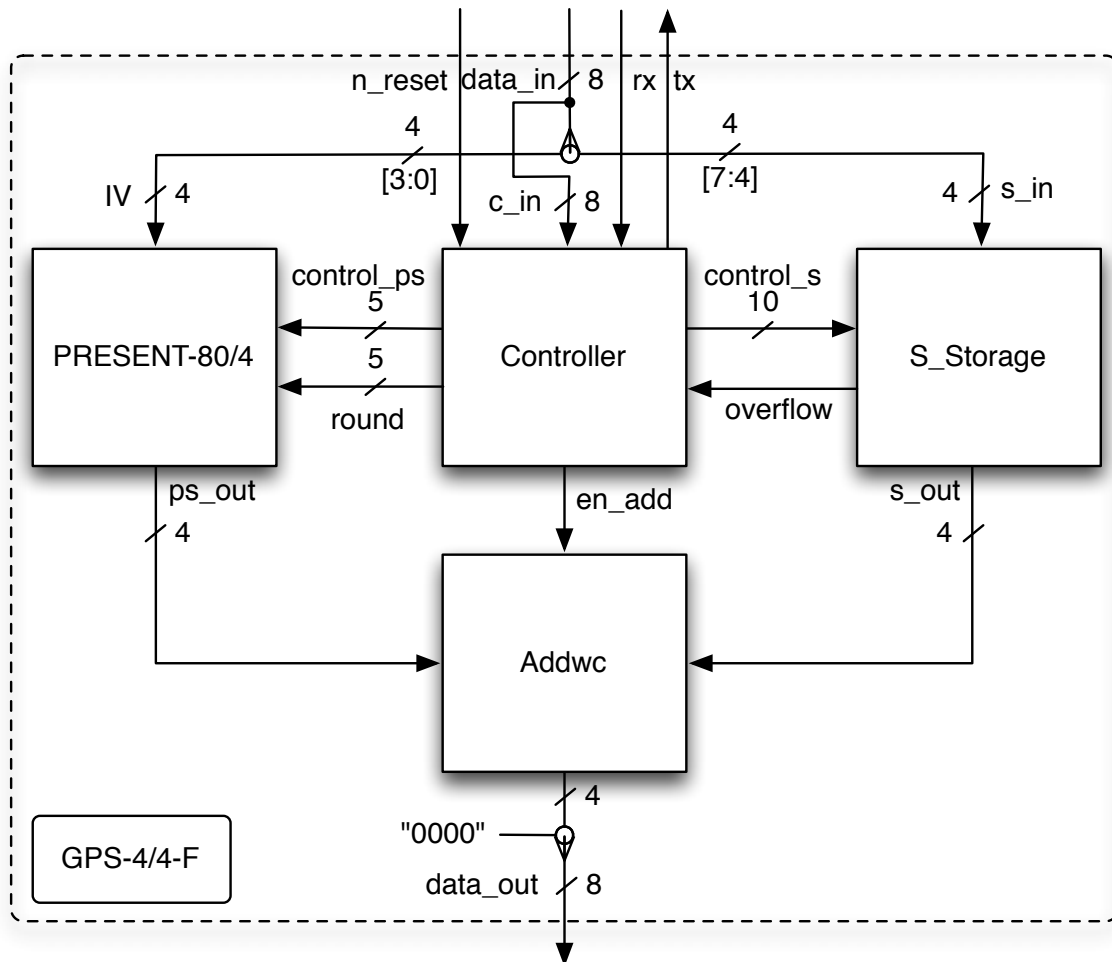 n_reset data_in 8 rx tx
4 4
[3:0] [7:4]
IV 4 c_in 8 4 s_in
control_ps control_s
5 10
PRESENT-80/4 Controller S_Storage
5
round overflow
ps_out en_add s_out
4 4
Addwc
4
"0000"
GPS-4/4-F
data_out 8